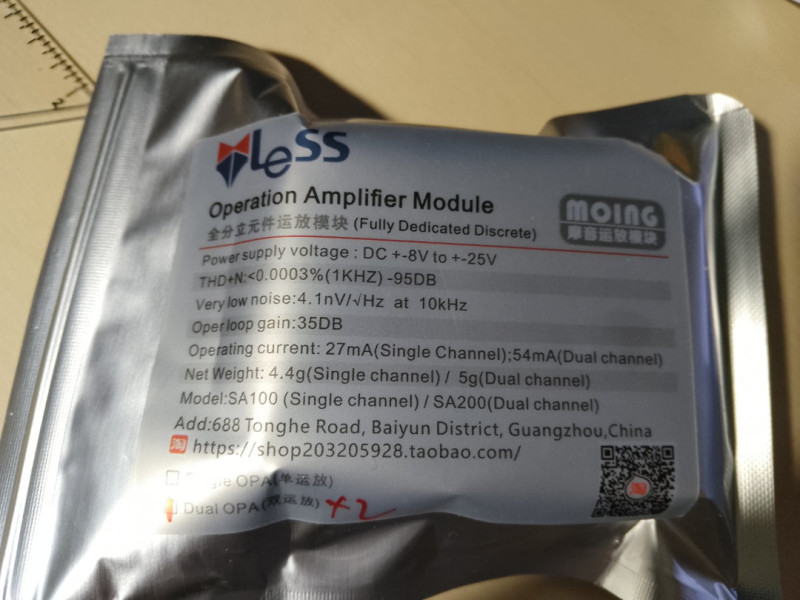 LeSS
Operation Amplifier Module
全分立元件运放模块 (Fully Dedicated Discrete)
MOING
摩音运放模块
Power supply voltage : DC +-8V to +-25V
THD+N:<0.0003%(1KHZ) -95DB
Very low noise:4.1nV/√Hz at 10kHz
Oper loop gain:35DB
Operating current: 27mA(Single Channel);54mA(Dual channel)
Net Weight: 4.4g(Single channel) / 5g(Dual channel)
Model:SA100 (Single channel) / SA200(Dual channel)
Add:688 Tonghe Road, Baiyun District, Guangzhou,China
淘 https://shop203205928.taobao.com/
Single OPA(单运放)
Dual OPA(双运放) ×2
2